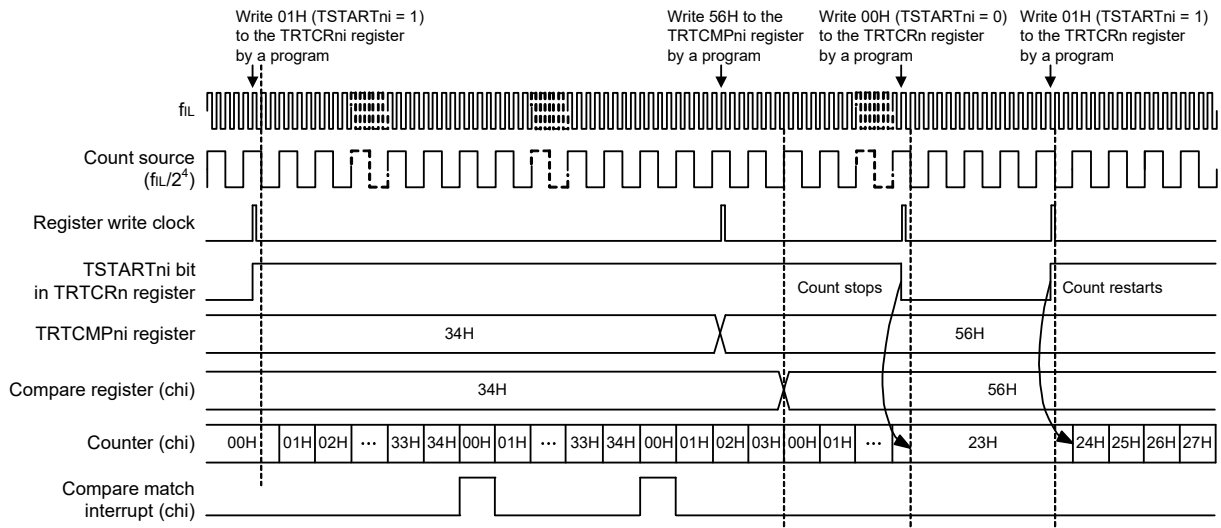 Write 01H (TSTARTni = 1)
to the TRTCRni register
by a program
Write 56H to the
TRTCMPni register
by a program
Write 00H (TSTARTni = 0)
to the TRTCRn register
by a program
Write 01H (TSTARTni = 1)
to the TRTCRn register
by a program
fIL
Count source
(fIL/2⁴)
Register write clock
TSTARTni bit
in TRTCRn register
Count stops
Count restarts
TRTCMPni register
34H
56H
Compare register (chi)
34H
56H
Counter (chi)
00H 01H 02H ... 33H 34H 00H 01H ... 33H 34H 00H 01H 02H 03H 00H 01H ... 23H 24H 25H 26H 27H
Compare match
interrupt (chi)